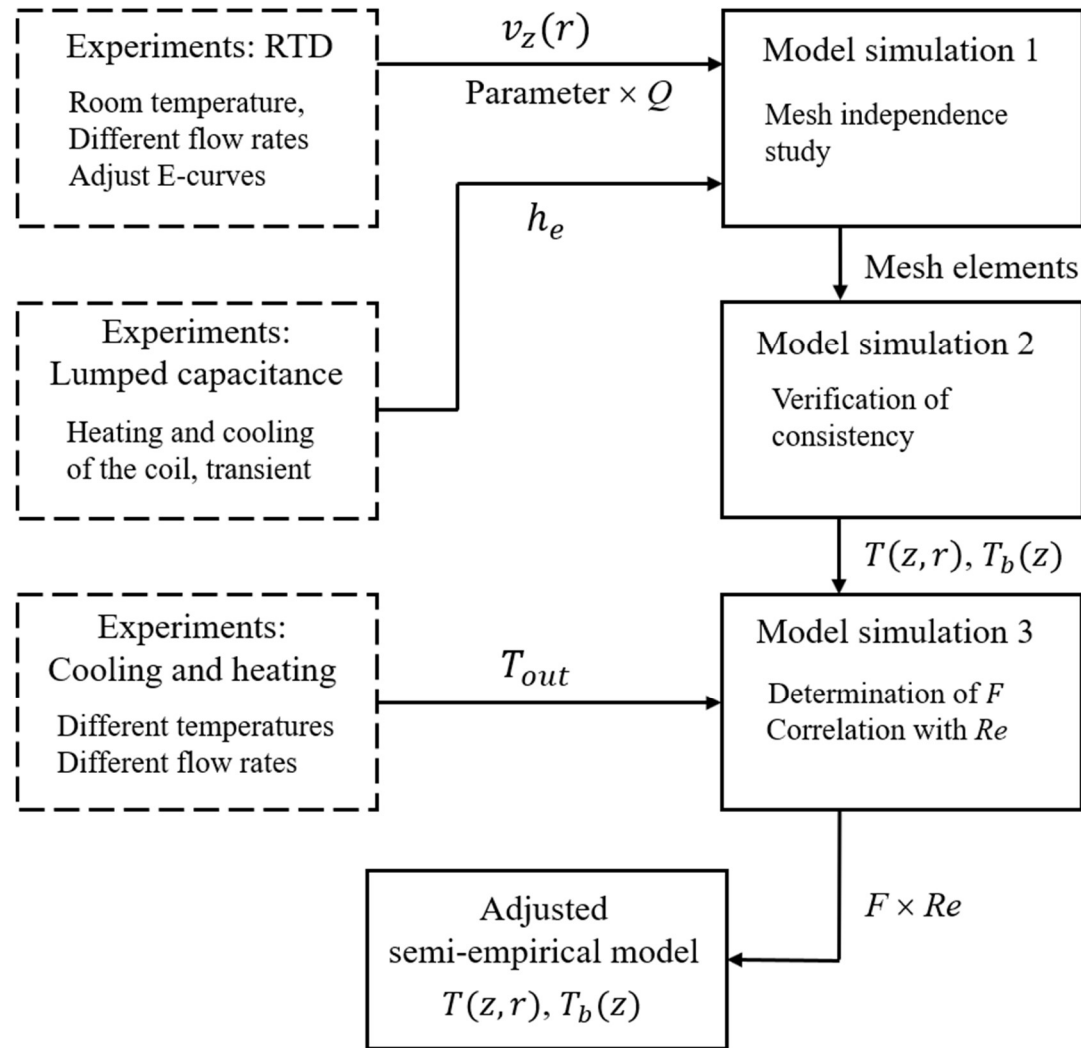 Experiments: RTD
Room temperature,
Different flow rates
Adjust E-curves
v_z(r)
Parameter × Q
Model simulation 1
Mesh independence
study
h_e
Mesh elements
Experiments:
Lumped capacitance
Heating and cooling
of the coil, transient
Model simulation 2
Verification of
consistency
T(z,r), T_b(z)
Experiments:
Cooling and heating
Different temperatures
Different flow rates
T_out
Model simulation 3
Determination of F
Correlation with Re
F × Re
Adjusted
semi-empirical model
T(z,r), T_b(z)